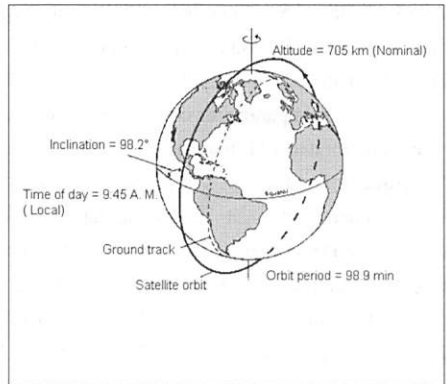 Altitude = 705 km (Nominal)
Inclination = 98.2°
Time of day = 9.45 A. M.
( Local)
Equator
Ground track
Orbit period = 98.9 min
Satellite orbit